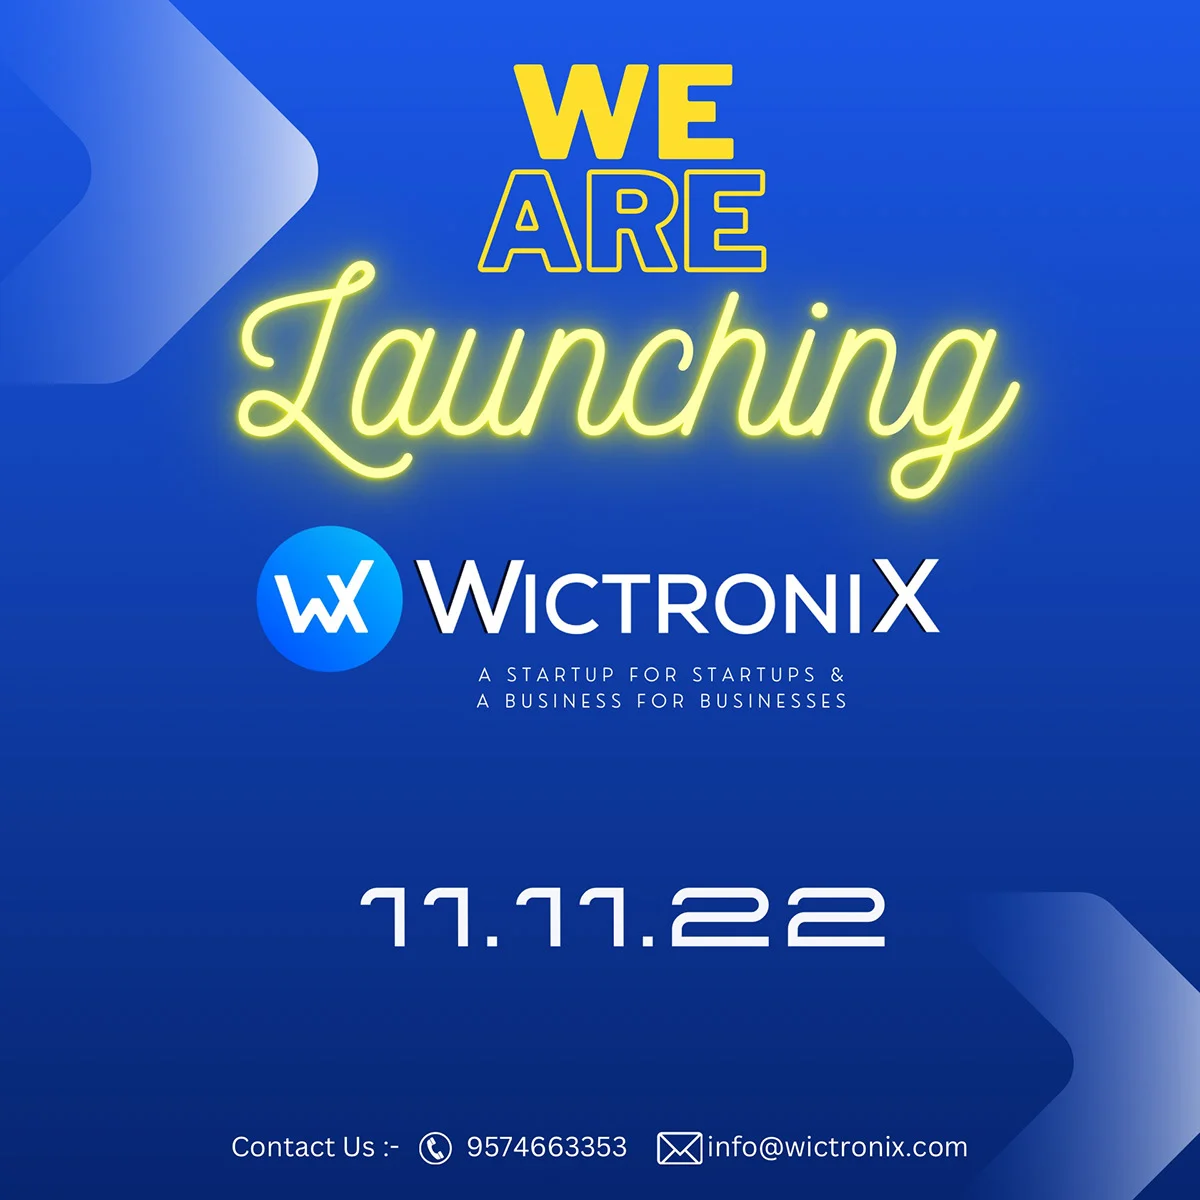 WE
ARE
Launching
WX WICTRONIX
A STARTUP FOR STARTUPS &
A BUSINESS FOR BUSINESSES
11.11.22
Contact Us :- 9574663353 info@wictronix.com